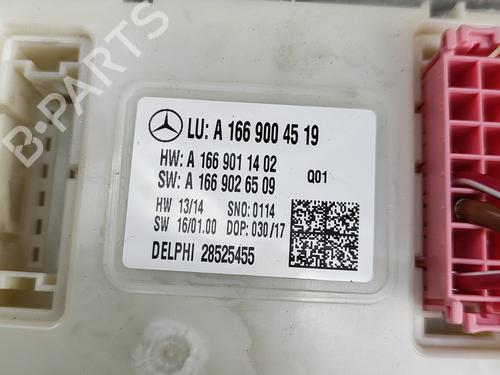 B-PARTS
LU: A 166 900 45 19
HW: A 166 901 14 02
SW: A 166 902 65 09
Q01
HW 13/14 SNO: 0114
SW 16/01.00 DOP: 030/17
DELPHI 28525455